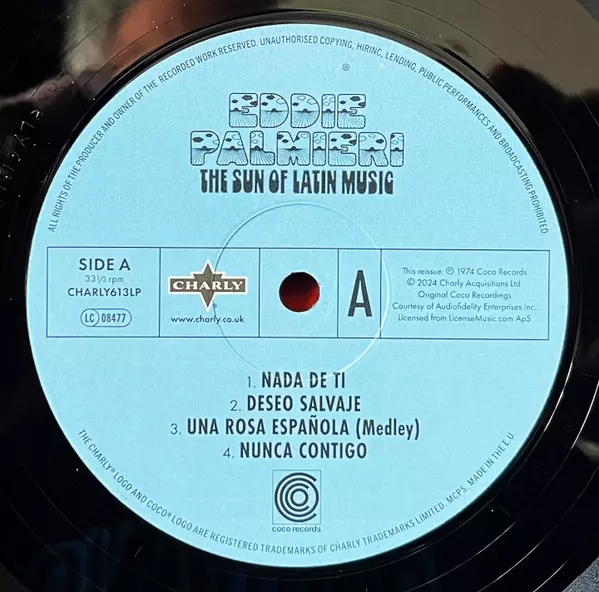 ALL RIGHTS OF THE PRODUCER AND OWNER OF THE RECORDED WORK RESERVED. UNAUTHORISED COPYING, HIRING, LENDING, PUBLIC PERFORMANCES AND BROADCASTING PROHIBITED.
®
EDDIE
PALMIERI
THE SUN OF LATIN MUSIC
SIDE A
33 1/3 rpm
CHARLY613LP
LC 08477
CHARLY
www.charly.co.uk
A
This reissue: ℗ 1974 Coco Records
© 2024 Charly Acquisitions Ltd
Original Coco Recordings
Courtesy of Audiofidelity Enterprises Inc..
Licensed from LicenseMusic.com ApS
1. NADA DE TI
2. DESEO SALVAJE
3. UNA ROSA ESPAÑOLA (Medley)
4. NUNCA CONTIGO
coco records
THE CHARLY® LOGO AND COCO® LOGO ARE REGISTERED TRADEMARKS OF CHARLY TRADEMARKS LIMITED. MCPS. MADE IN THE E.U.